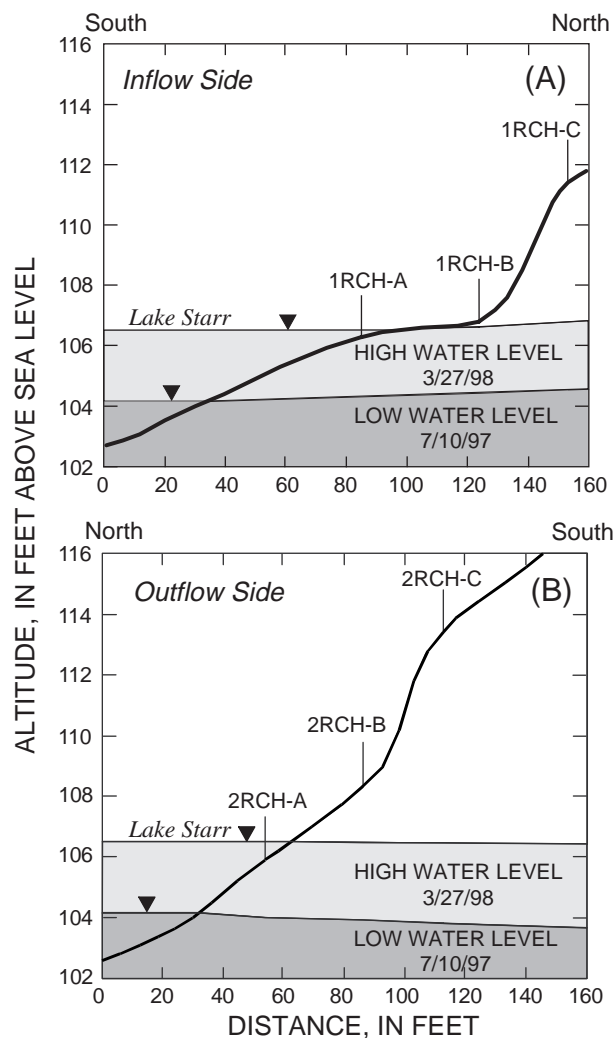 South North
116
Inflow Side (A)
114
1RCH-C
112
110
1RCH-B
108
1RCH-A
Lake Starr
106
HIGH WATER LEVEL
3/27/98
104
LOW WATER LEVEL
7/10/97
102
0 20 40 60 80 100 120 140 160
North South
116
2RCH-C
Outflow Side (B)
114
112
2RCH-B
110
108
2RCH-A
Lake Starr
106
HIGH WATER LEVEL
3/27/98
104
LOW WATER LEVEL
7/10/97
102
0 20 40 60 80 100 120 140 160
DISTANCE, IN FEET
ALTITUDE, IN FEET ABOVE SEA LEVEL